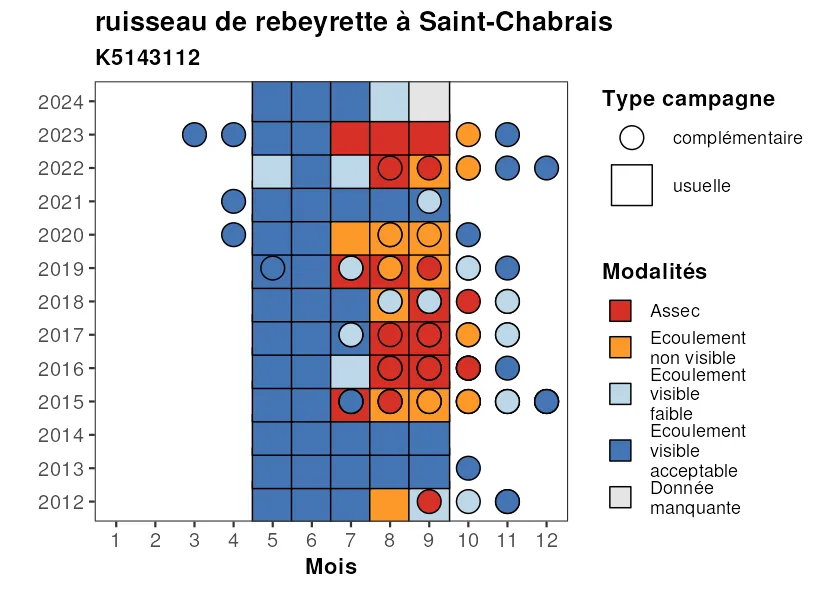 ruisseau de rebeyrette à Saint-Chabrais
K5143112
2024
2023
2022
2021
2020
2019
2018
2017
2016
2015
2014
2013
2012
1 2 3 4 5 6 7 8 9 10 11 12
Mois
Type campagne
complémentaire
usuelle
Modalités
Assec
Ecoulement
non visible
Ecoulement
visible
faible
Ecoulement
visible
acceptable
Donnée
manquante